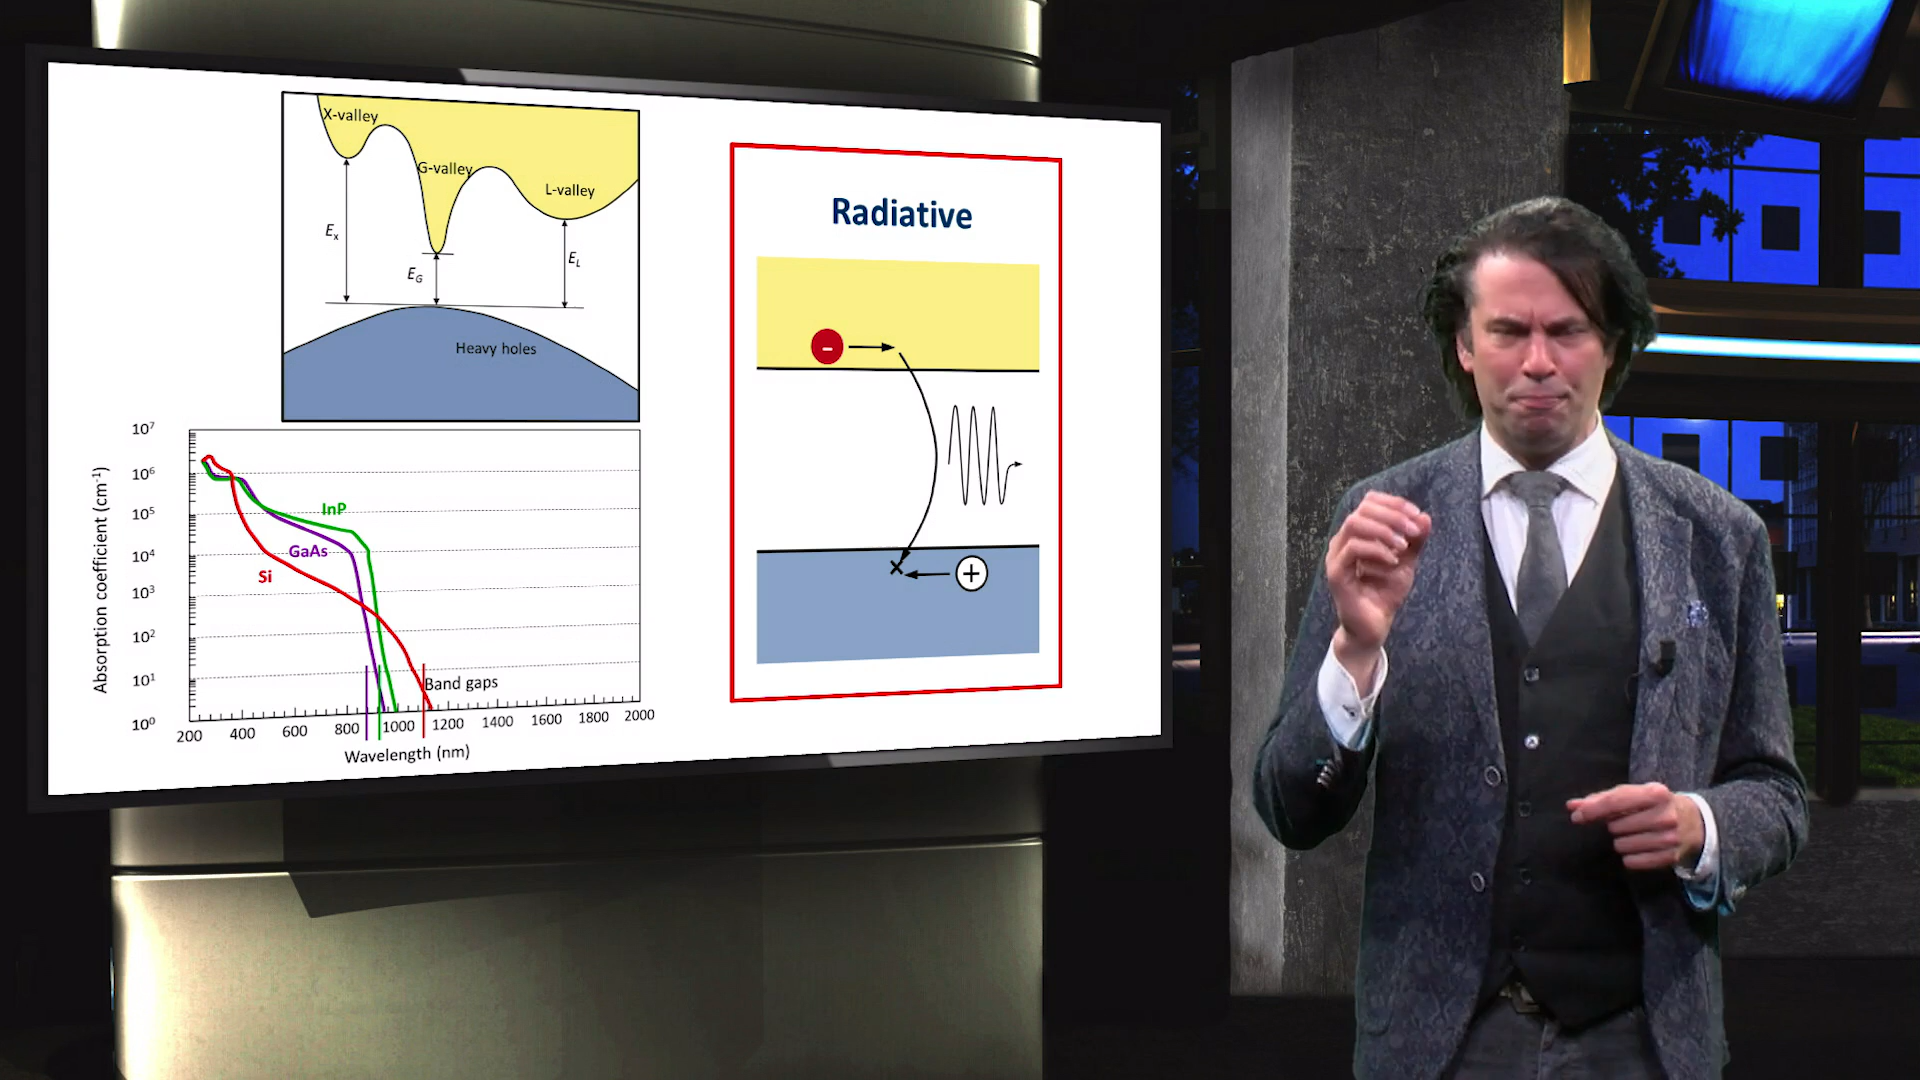 X-valley
G-valley
L-valley
Ex
EG
EL
Heavy holes
Radiative
-
+
×
Absorption coefficient (cm⁻¹)
10⁷
10⁶
10⁵
10⁴
10³
10²
10¹
10⁰
InP
GaAs
Si
Band gaps
200 400 600 800 1000 1200 1400 1600 1800 2000
Wavelength (nm)